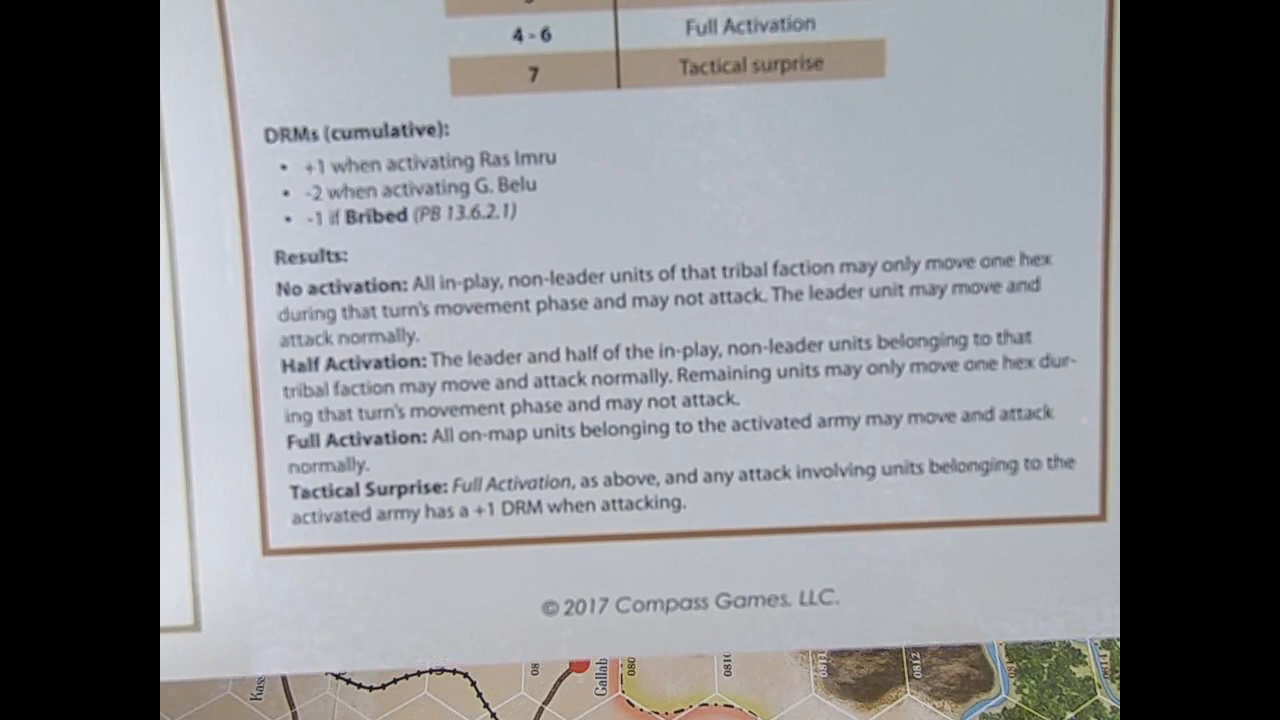 4 - 6 Full Activation
7 Tactical surprise
DRMs (cumulative):
• +1 when activating Ras Imru
• -2 when activating G. Belu
• -1 if Bribed (PB 13.6.2.1)
Results:
No activation: All in-play, non-leader units of that tribal faction may only move one hex
during that turn's movement phase and may not attack. The leader unit may move and
attack normally.
Half Activation: The leader and half of the in-play, non-leader units belonging to that
tribal faction may move and attack normally. Remaining units may only move one hex dur-
ing that turn's movement phase and may not attack.
Full Activation: All on-map units belonging to the activated army may move and attack
normally.
Tactical Surprise: Full Activation, as above, and any attack involving units belonging to the
activated army has a +1 DRM when attacking.
© 2017 Compass Games, LLC.
Kass
08
Gallab
080
0810
0811
0812
0814